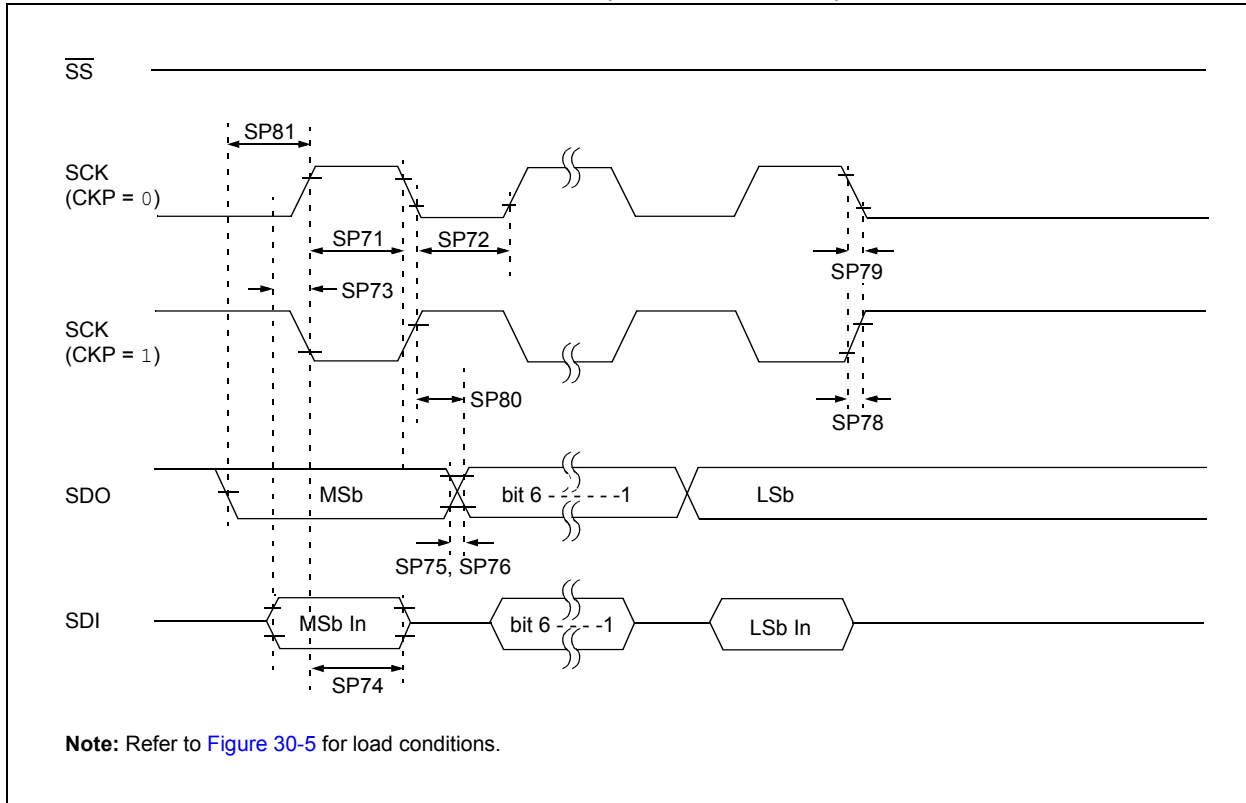 SS
SP81
SCK
(CKP = 0)
SP71
SP72
SP79
SP73
SCK
(CKP = 1)
SP80
SP78
SDO
MSb
bit 6 - - - - - -1
LSb
SP75, SP76
SDI
MSb In
bit 6 - - - -1
LSb In
SP74
Note: Refer to Figure 30-5 for load conditions.